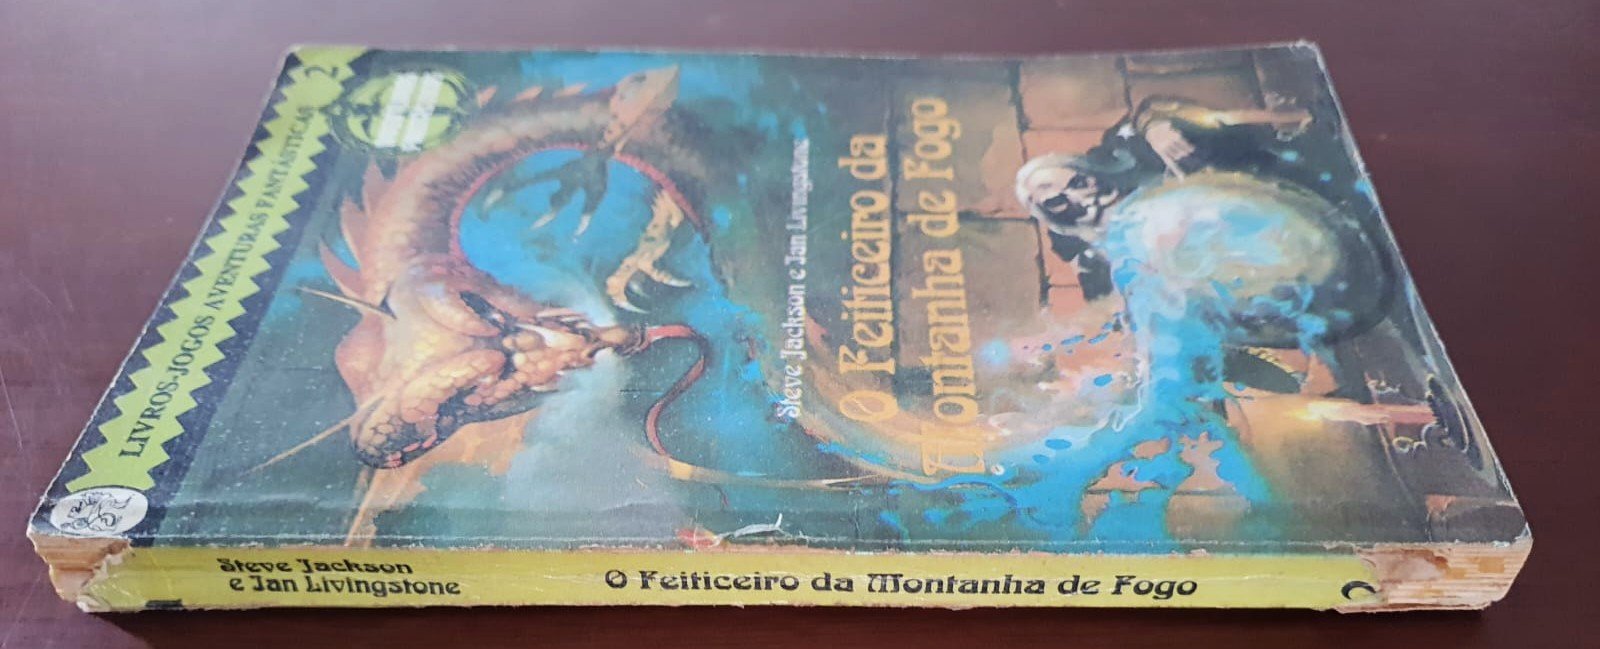 LIVROS-JOGOS AVENTURAS FANTÁSTICAS 2
Steve Jackson e Ian Livingstone
O Feiticeiro da
Montanha de Fogo
Steve Jackson
e Ian Livingstone
O Feiticeiro da Montanha de Fogo